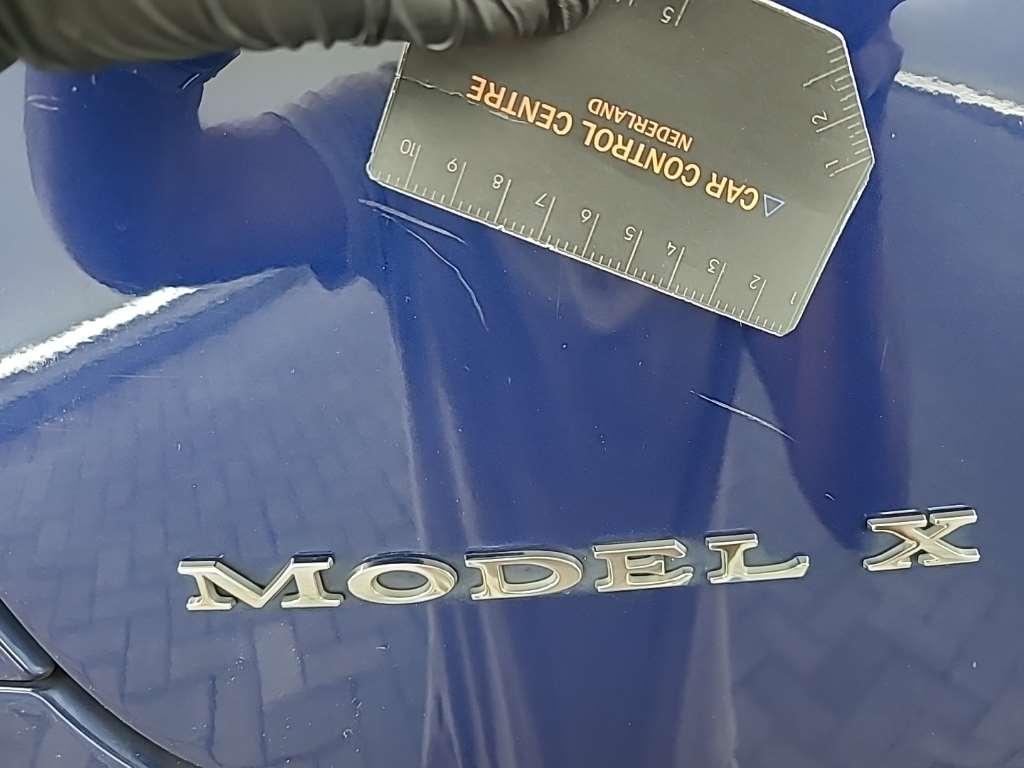 CAR CONTROL CENTRE
NEDERLAND
1 2 3 4 5 6 7 8 9 10
1 2
5
MODEL X